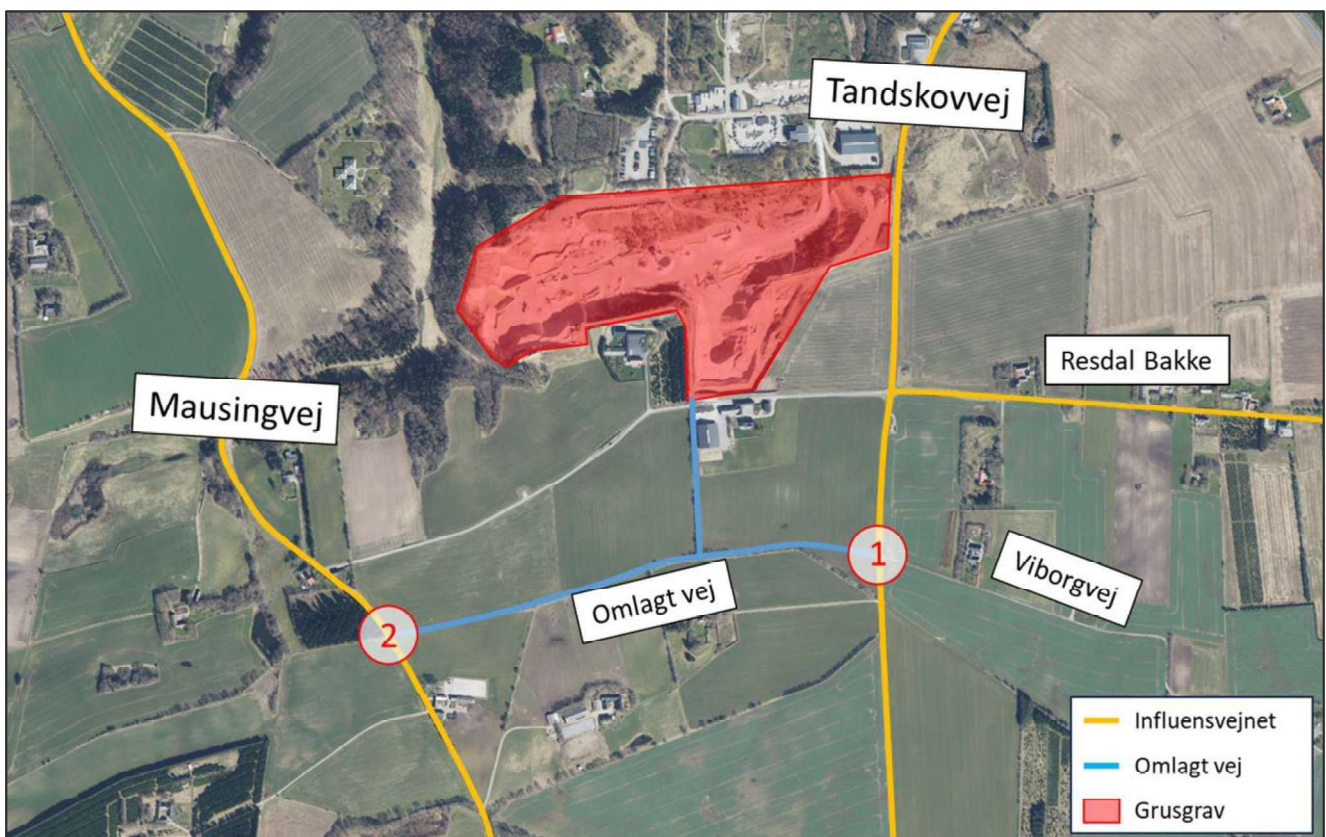 Tandskovvej
Resdal Bakke
Mausingvej
1
Viborgvej
Omlagt vej
2
Influensvejnet
Omlagt vej
Grusgrav